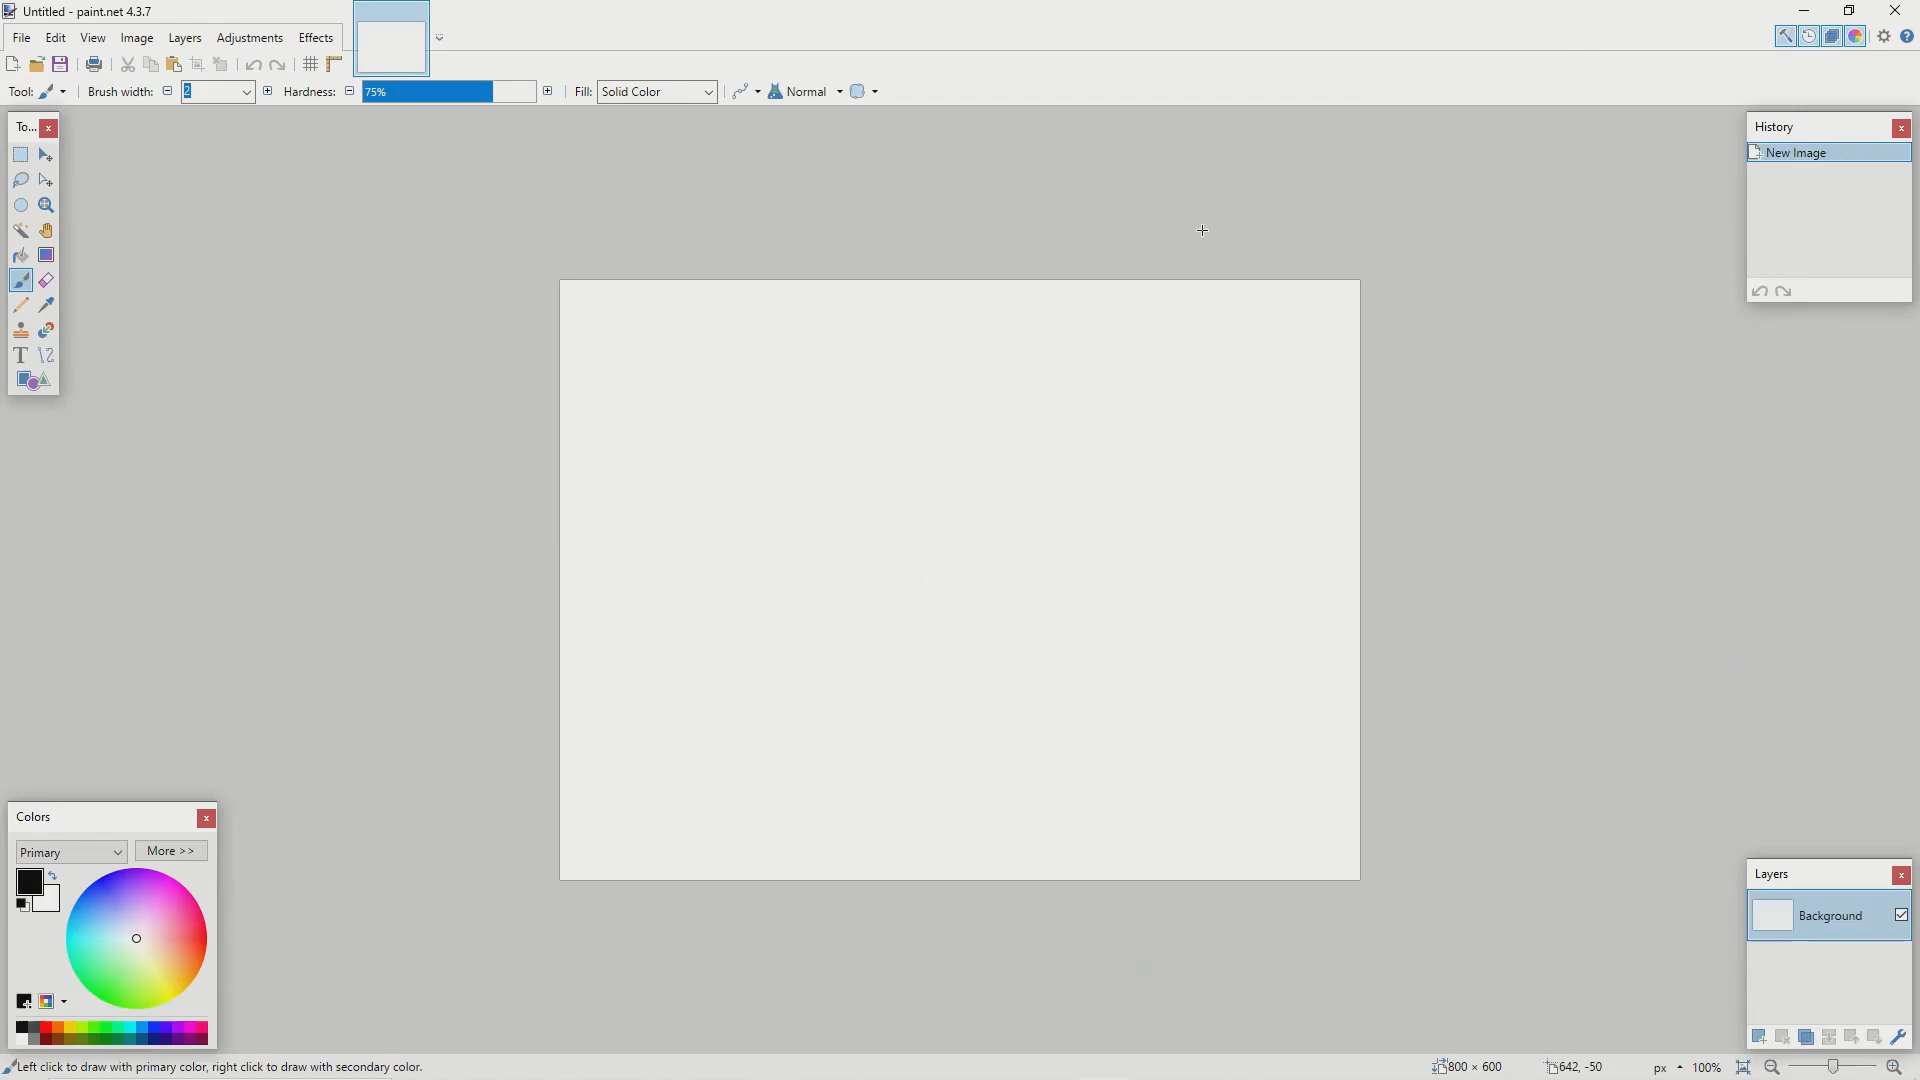 Untitled - paint.net 4.3.7
File Edit View Image Layers Adjustments Effects
Tool: Brush width: 2 Hardness: 75% Fill: Solid Color Normal
To...
History
New Image
Colors
Primary More >>
Layers
Background
Left click to draw with primary color, right click to draw with secondary color. 800 × 600 642, -50 px 100%